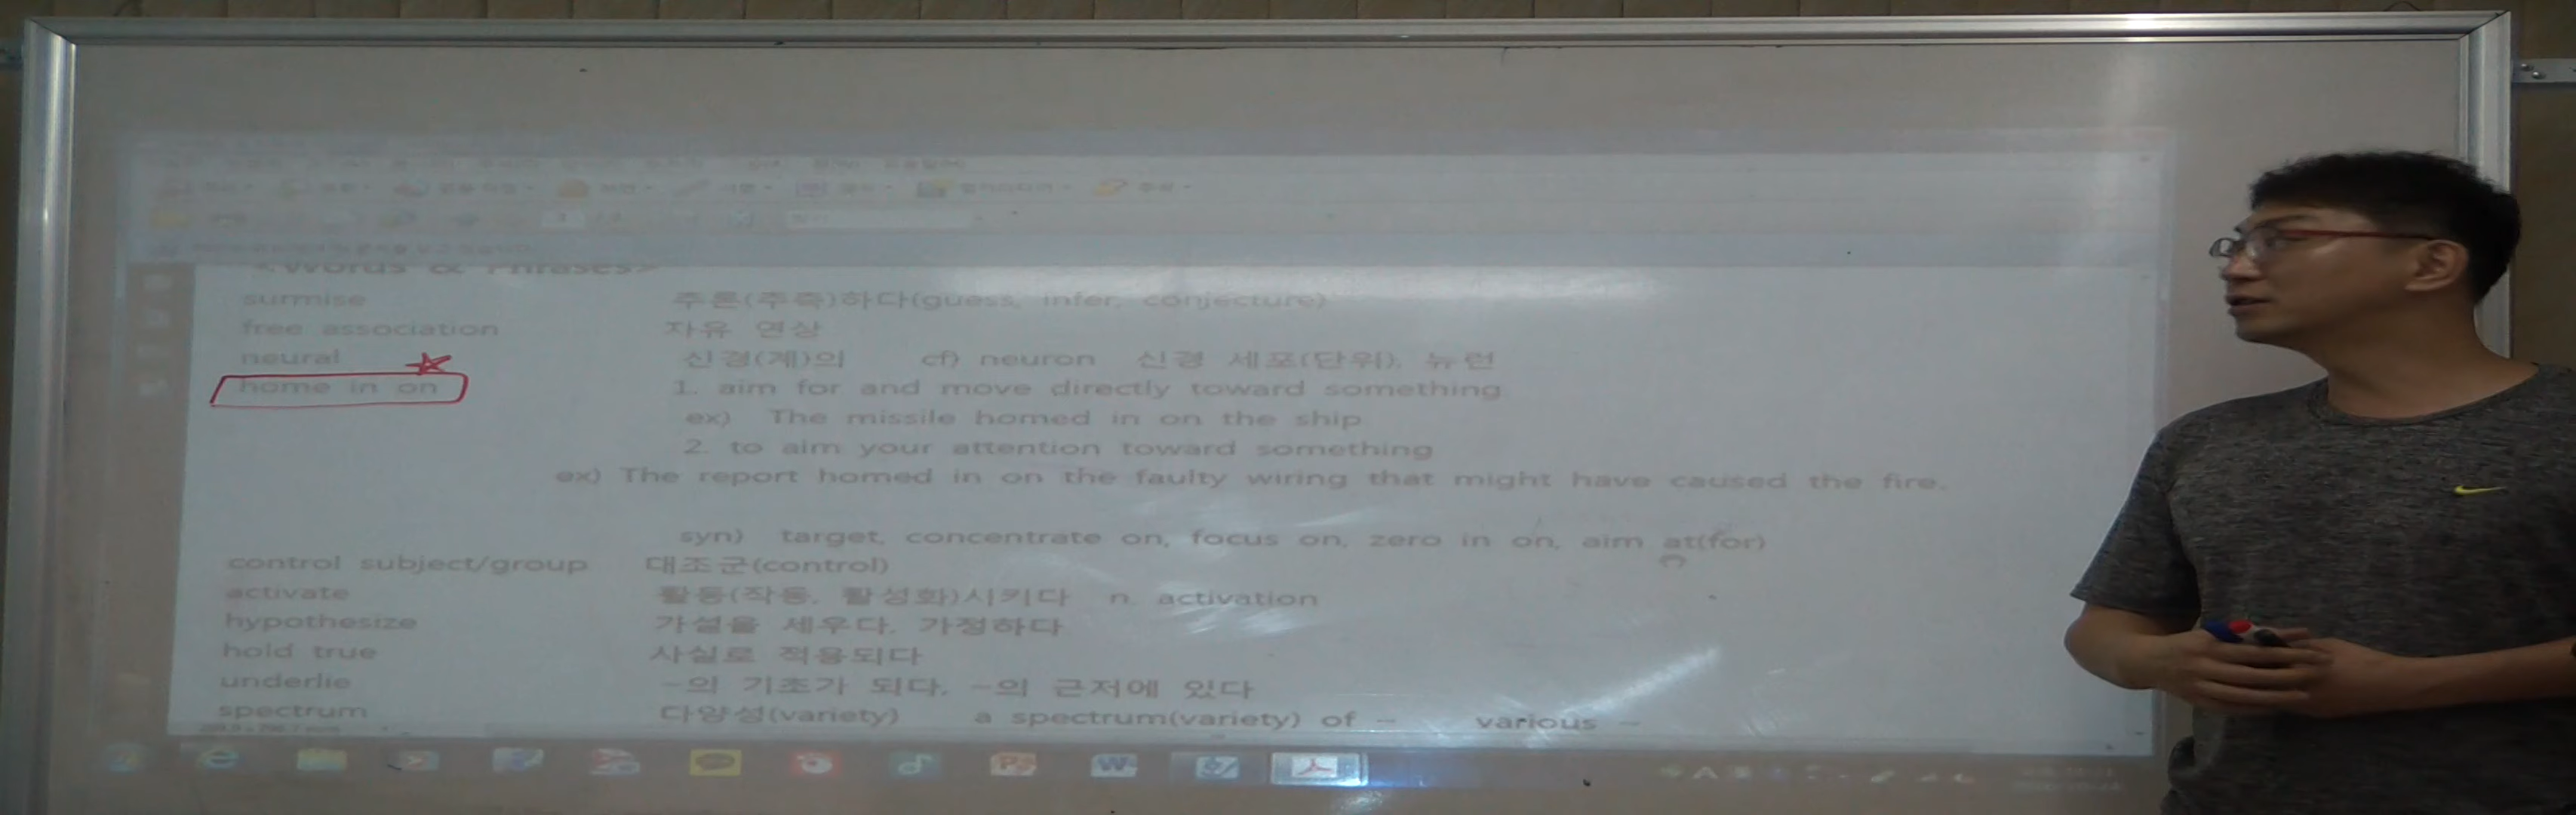 <Words & Phrases>
surmise 추론(추측)하다(guess, infer, conjecture)
free association 자유 연상
neural 신경(계)의 cf) neuron 신경 세포(단위), 뉴런
home in on 1. aim for and move directly toward something
ex) The missile homed in on the ship
2. to aim your attention toward something
ex) The report homed in on the faulty wiring that might have caused the fire.
syn) target, concentrate on, focus on, zero in on, aim at(for)
control subject/group 대조군(control)
activate 활동(작동, 활성화)시키다 n. activation
hypothesize 가설을 세우다, 가정하다
hold true 사실로 적용되다
underlie ~의 기초가 되다, ~의 근저에 있다
spectrum 다양성(variety) a spectrum(variety) of ~ various ~